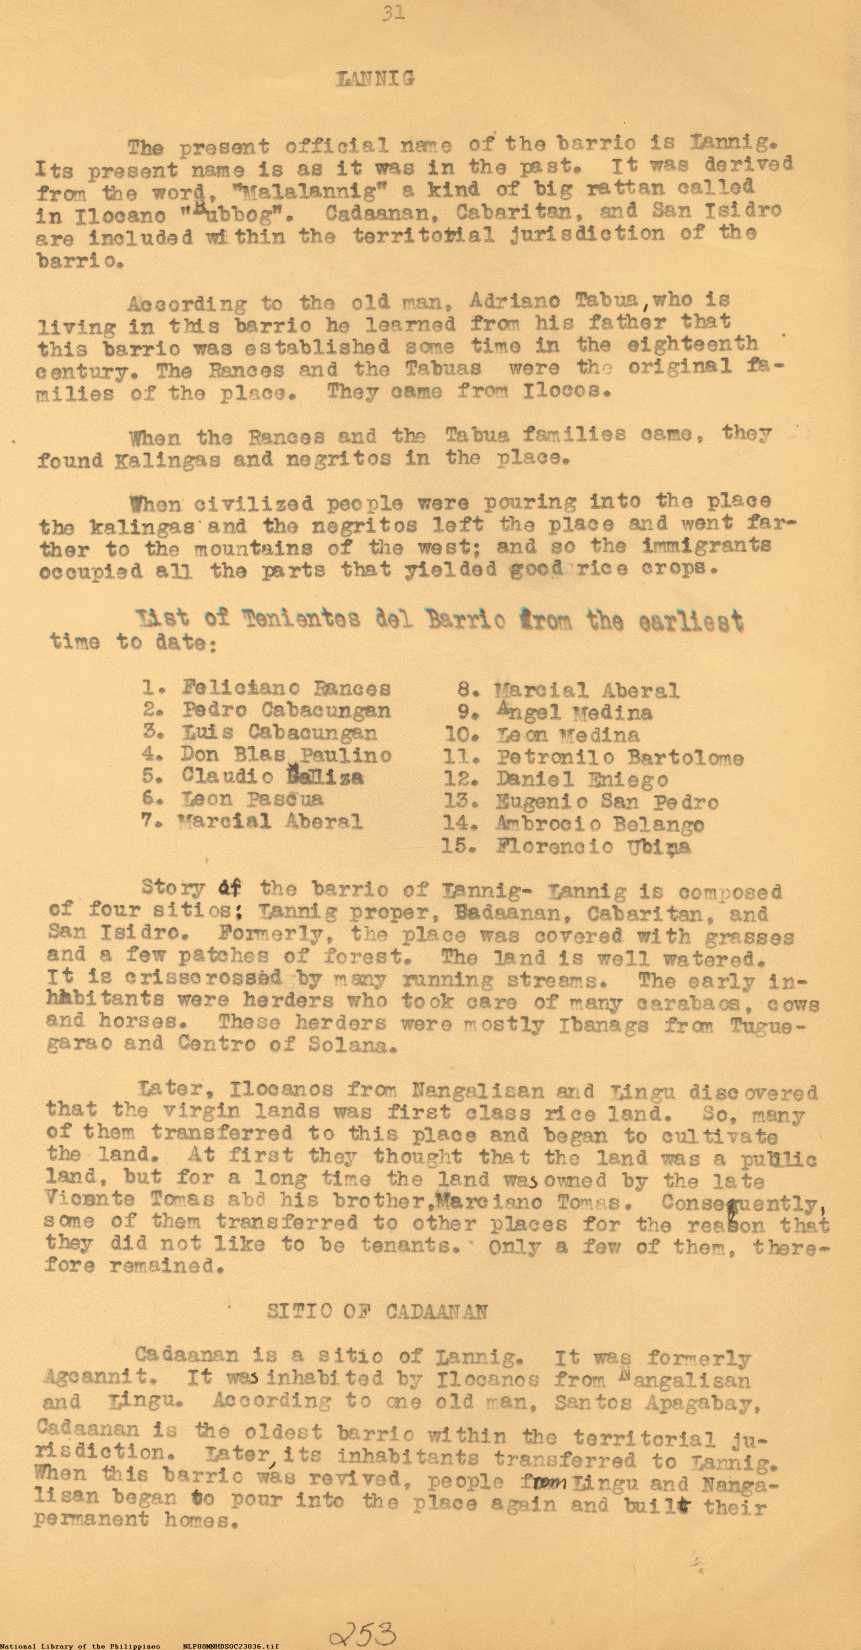 31
LANNIG
The present official name of the barrio is Lannig.
Its present name is as it was in the past. It was derived
from the word, "Malalannig" a kind of big rattan called
in Ilocano "Bubbog". Cadaanan, Cabaritan, and San Isidro
are included within the territorial jurisdiction of the
barrio.
According to the old man, Adriano Tabua, who is
living in this barrio he learned from his father that
this barrio was established some time in the eighteenth
century. The Rances and the Tabuas were the original fa-
milies of the place. They came from Ilocos.
When the Rances and the Tabua families came, they
found Kalingas and negritos in the place.
When civilized people were pouring into the place
the kalingas and the negritos left the place and went far-
ther to the mountains of the west; and so the immigrants
occupied all the parts that yielded good rice crops.
List of Tenientes del Barrio from the earliest
time to date:
1. Feliciano Rances
2. Pedro Cabacungan
3. Luis Cabacungan
4. Don Blas Paulino
5. Claudio Balliza
6. Leon Pascua
7. Marcial Aberal
8. Marcial Aberal
9. Angel Medina
10. Leon Medina
11. Petronilo Bartolome
12. Daniel Eniego
13. Eugenio San Pedro
14. Ambrocio Belango
15. Florencio Ubina
Story of the barrio of Lannig- Lannig is composed
of four sitios; Lannig proper, Badaanan, Cabaritan, and
San Isidro. Formerly, the place was covered with grasses
and a few patches of forest. The land is well watered.
It is crisscrossed by many running streams. The early in-
habitants were herders who took care of many carabaos, cows
and horses. These herders were mostly Ibanags from Tugue-
garao and Centro of Solana.
Later, Ilocanos from Nangalisan and Lingu discovered
that the virgin lands was first class rice land. So, many
of them transferred to this place and began to cultivate
the land. At first they thought that the land was a public
land, but for a long time the land was owned by the late
Vicente Tomas abd his brother, Marciano Tomas. Consequently,
some of them transferred to other places for the reason that
they did not like to be tenants. Only a few of them, there-
fore remained.
SITIO OF CADAANAN
Cadaanan is a sitio of Lannig. It was formerly
Agcannit. It was inhabited by Ilocanos from Nangalisan
and Lingu. According to one old man, Santos Apagabay,
Cadaanan is the oldest barrio within the territorial ju-
risdiction. Later, its inhabitants transferred to Lannig.
When this barrio was revived, people from Lingu and Nanga-
lisan began to pour into the place again and built their
permanent homes.
253
National Library of the Philippines NLP00MNHDSOC23036.tif